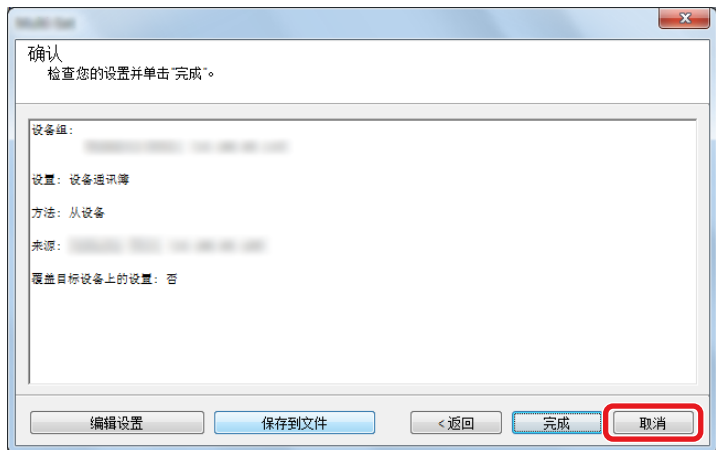 确认
检查您的设置并单击"完成"。
设备组:
设置: 设备通讯簿
方法: 从设备
来源:
覆盖目标设备上的设置: 否
编辑设置 保存到文件 <返回 完成 取消